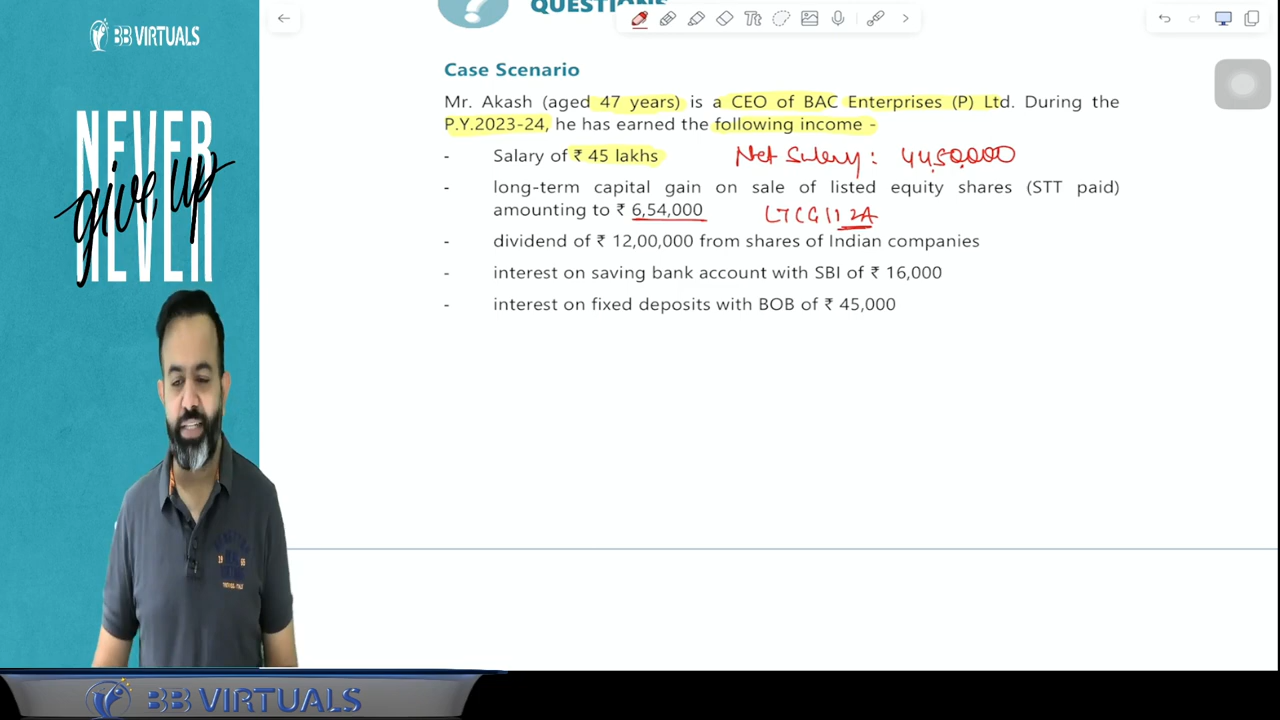 BB VIRTUALS
NEVER
give up
NEVER
QUESTIONS
Case Scenario
Mr. Akash (aged 47 years) is a CEO of BAC Enterprises (P) Ltd. During the
P.Y.2023-24, he has earned the following income -
- Salary of ₹ 45 lakhs Net Salary : 4450,000
- long-term capital gain on sale of listed equity shares (STT paid)
amounting to ₹ 6,54,000 LTCG 112A
- dividend of ₹ 12,00,000 from shares of Indian companies
- interest on saving bank account with SBI of ₹ 16,000
- interest on fixed deposits with BOB of ₹ 45,000
BB VIRTUALS